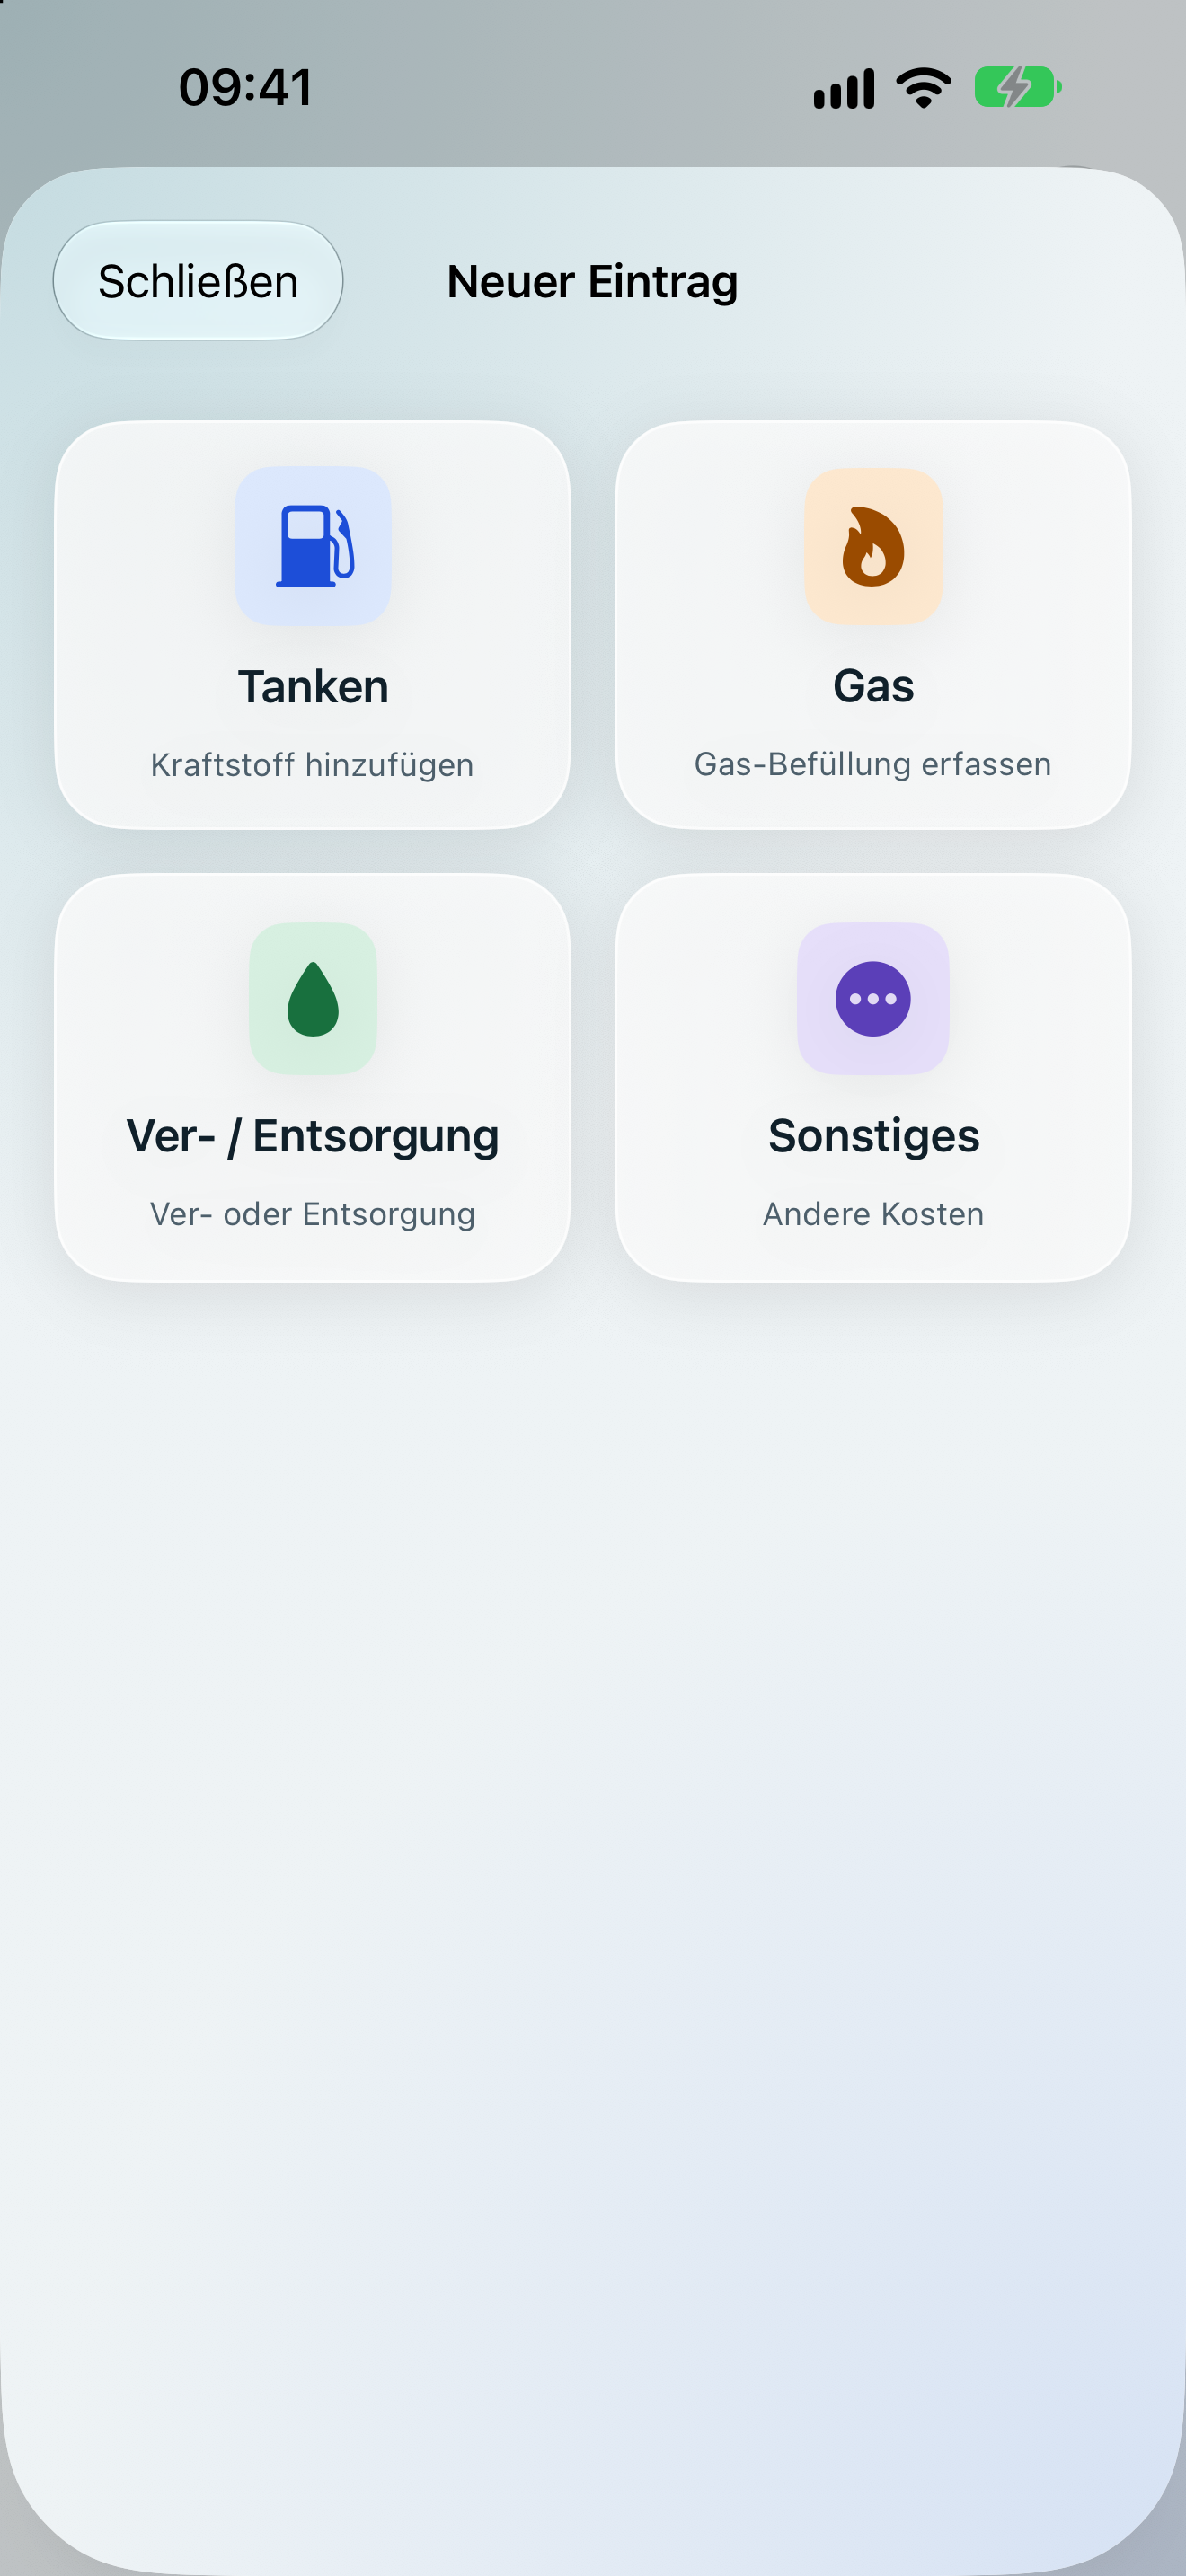 09:41
Schließen
Neuer Eintrag
Tanken
Kraftstoff hinzufügen
Gas
Gas-Befüllung erfassen
Ver- / Entsorgung
Ver- oder Entsorgung
Sonstiges
Andere Kosten